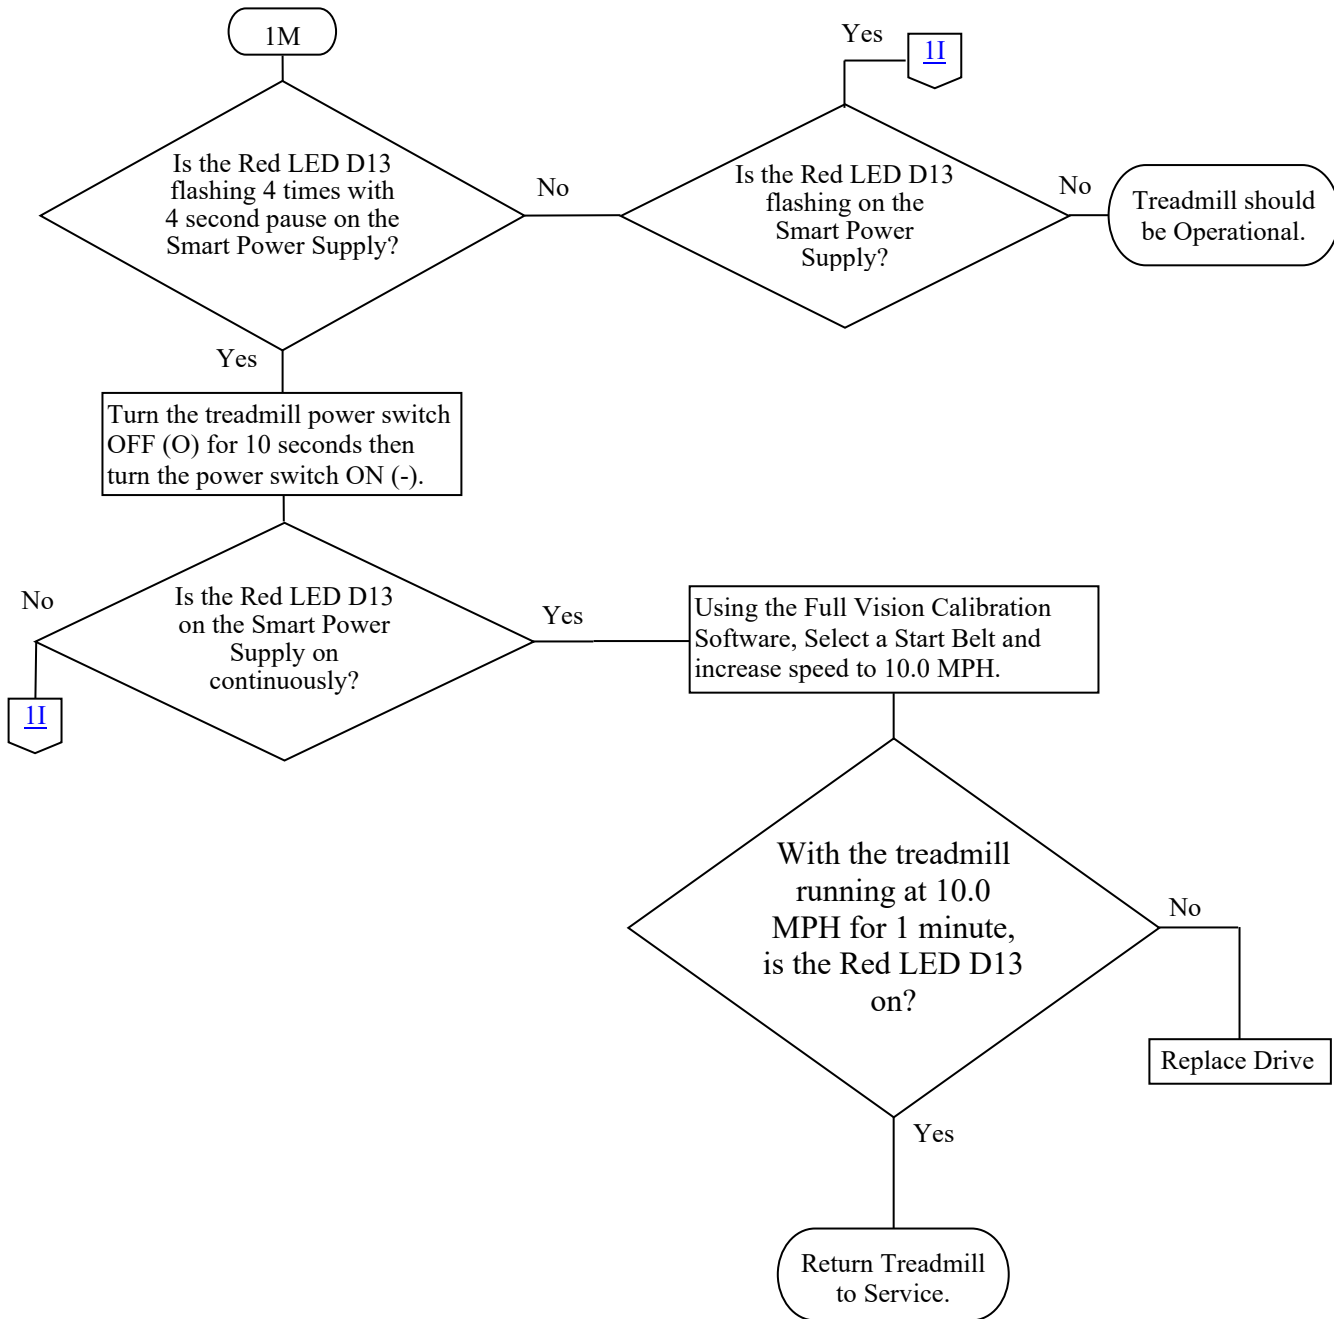 1M
Is the Red LED D13
flashing 4 times with
4 second pause on the
Smart Power Supply?
No
Yes
1I
Is the Red LED D13
flashing on the
Smart Power
Supply?
No
Treadmill should
be Operational.
Yes
Turn the treadmill power switch
OFF (O) for 10 seconds then
turn the power switch ON (-).
Is the Red LED D13
on the Smart Power
Supply on
continuously?
No
1I
Yes
Using the Full Vision Calibration
Software, Select a Start Belt and
increase speed to 10.0 MPH.
With the treadmill
running at 10.0
MPH for 1 minute,
is the Red LED D13
on?
No
Replace Drive
Yes
Return Treadmill
to Service.